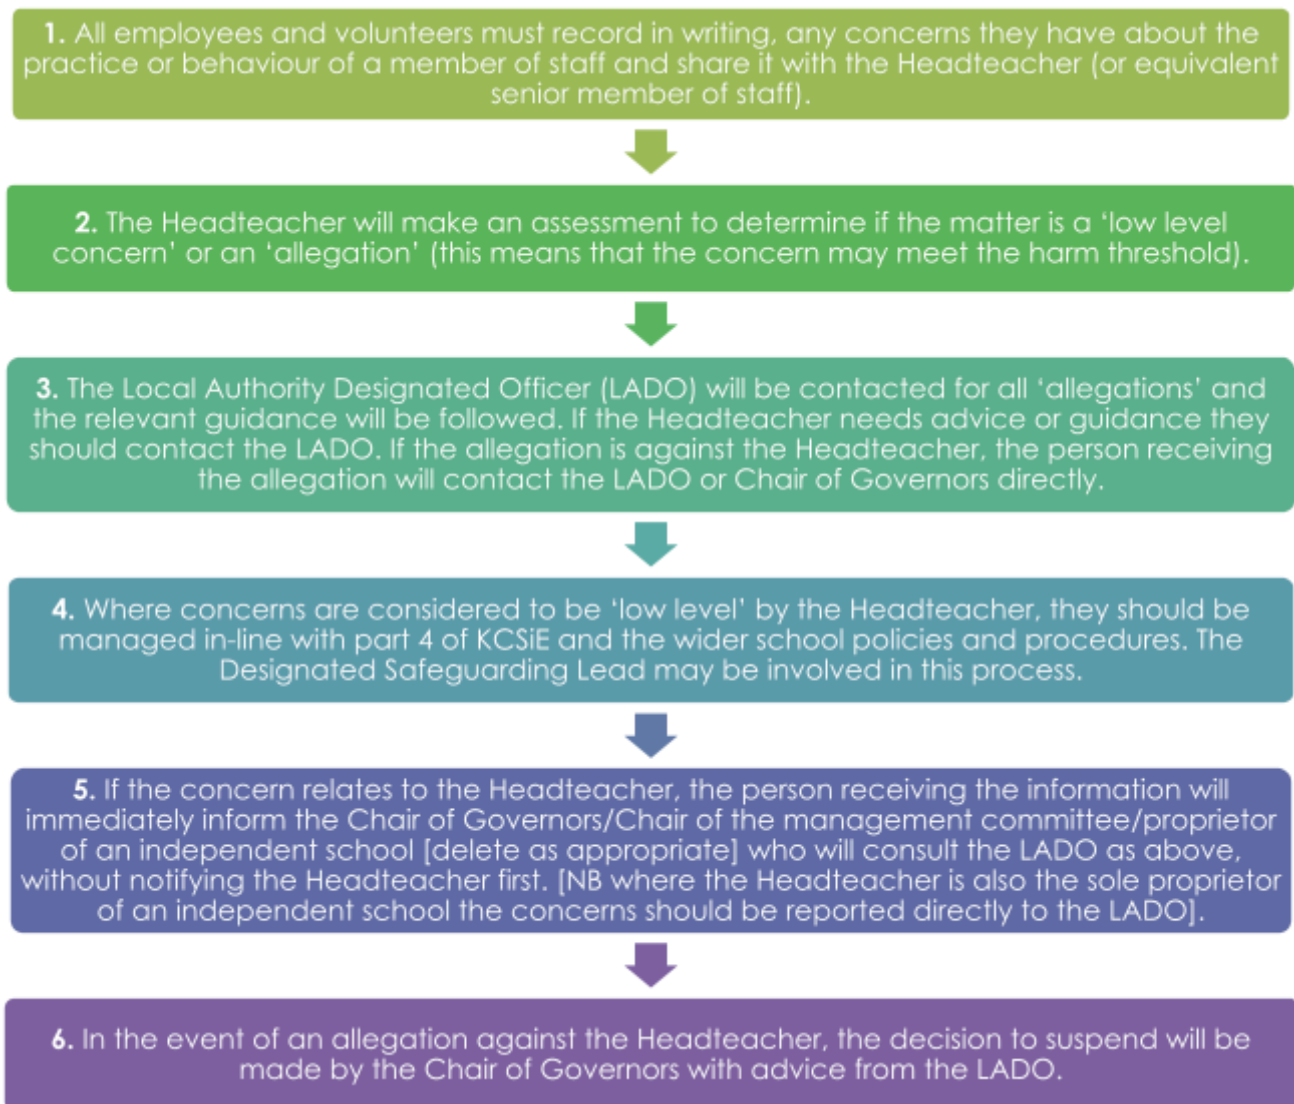 1. All employees and volunteers must record in writing, any concerns they have about the
practice or behaviour of a member of staff and share it with the Headteacher (or equivalent
senior member of staff).
2. The Headteacher will make an assessment to determine if the matter is a ‘low level
concern’ or an ‘allegation’ (this means that the concern may meet the harm threshold).
3. The Local Authority Designated Officer (LADO) will be contacted for all ‘allegations’ and
the relevant guidance will be followed. If the Headteacher needs advice or guidance they
should contact the LADO. If the allegation is against the Headteacher, the person receiving
the allegation will contact the LADO or Chair of Governors directly.
4. Where concerns are considered to be ‘low level’ by the Headteacher, they should be
managed in-line with part 4 of KCSiE and the wider school policies and procedures. The
Designated Safeguarding Lead may be involved in this process.
5. If the concern relates to the Headteacher, the person receiving the information will
immediately inform the Chair of Governors/Chair of the management committee/proprietor
of an independent school [delete as appropriate] who will consult the LADO as above,
without notifying the Headteacher first. [NB where the Headteacher is also the sole proprietor
of an independent school the concerns should be reported directly to the LADO].
6. In the event of an allegation against the Headteacher, the decision to suspend will be
made by the Chair of Governors with advice from the LADO.